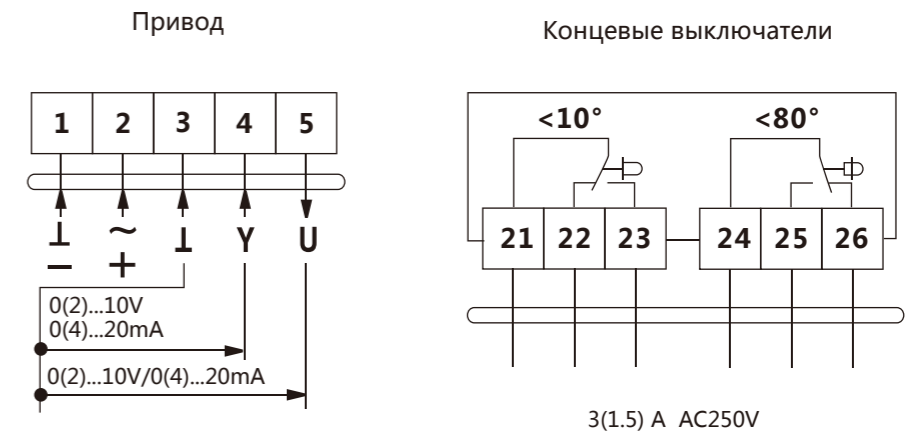 Привод
1 2 3 4 5
⊥ ~ ⊥ Y U
− +
0(2)...10V
0(4)...20mA
0(2)...10V/0(4)...20mA
Концевые выключатели
<10° <80°
21 22 23 24 25 26
3(1.5) A AC250V